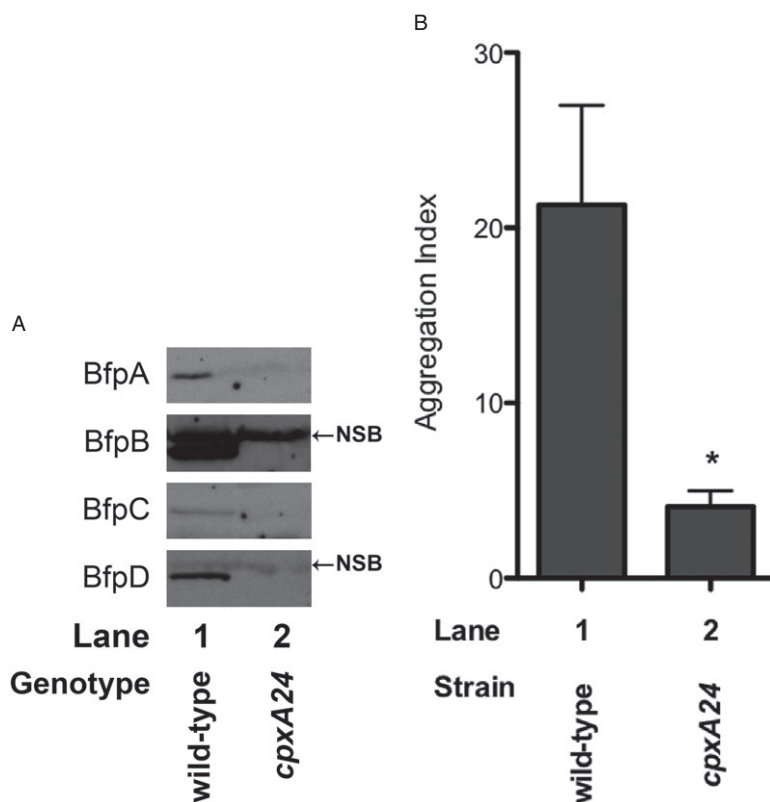 A
BfpA
BfpB
←NSB
BfpC
BfpD
←NSB
Lane 1 2
Genotype wild-type cpxA24
B
Aggregation Index
30
20
10
0
*
Lane 1 2
Strain wild-type cpxA24